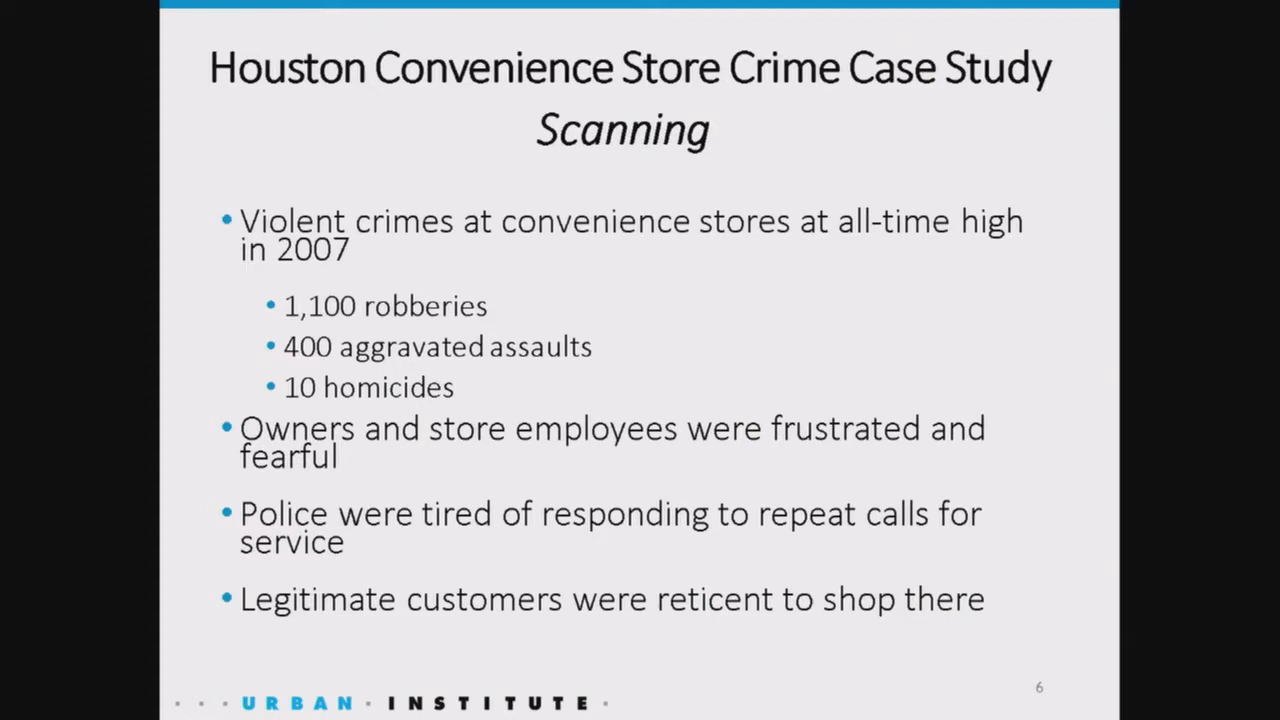 Houston Convenience Store Crime Case Study
Scanning
• Violent crimes at convenience stores at all-time high
in 2007
• 1,100 robberies
• 400 aggravated assaults
• 10 homicides
• Owners and store employees were frustrated and
fearful
• Police were tired of responding to repeat calls for
service
• Legitimate customers were reticent to shop there
· · · URBAN · INSTITUTE ·
6